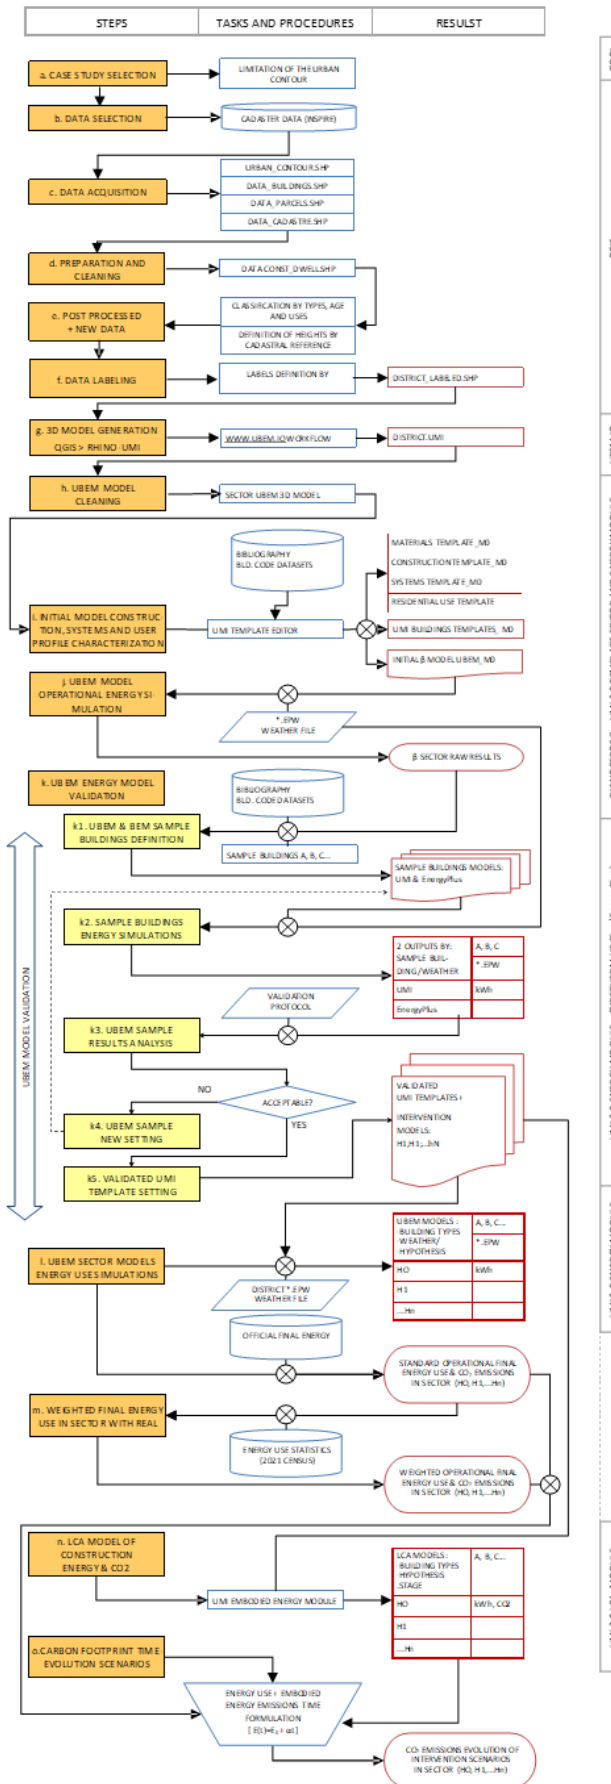 STEPS
TASKS AND PROCEDURES
RESULST
a. CASE STUDY SELECTION
LIMITATION OF THE URBAN
CONTOUR
b. DATA SELECTION
CADASTER DATA (INSPIRE)
c. DATA ACQUISITION
URBAN_CONTOUR.SHP
DATA_BUILDINGS.SHP
DATA_PARCELS.SHP
DATA_CADASTRE.SHP
d. PREPARATION AND
CLEANING
DATA CONST_DWELL.SHP
e. POST PROCESSED
+ NEW DATA
CLASSIFICATION BY TYPES, AGE
AND USES
DEFINITION OF HEIGHTS BY
CADASTRAL REFERENCE
f. DATA LABELING
LABELS DEFINITION BY
DISTRICT_LABELED.SHP
g. 3D MODEL GENERATION
QGIS > RHINO-UMI
WWW.UBEM.IO WORKFLOW
DISTRICT.UMI
h. UBEM MODEL
CLEANING
SECTOR UBEM 3D MODEL
BIBLIOGRAPHY
BLD. CODE DATASETS
MATERIALS TEMPLATE_M0
CONSTRUCTION TEMPLATE_M0
SYSTEMS TEMPLATE_M0
RESIDENTIAL USE TEMPLATE
i. INITIAL MODEL CONSTRUC-
TION, SYSTEMS AND USER
PROFILE CHARACTERIZATION
UMI TEMPLATE EDITOR
UMI BUILDINGS TEMPLATES_M0
INITIAL β MODEL UBEM_M0
j. UBEM MODEL
OPERATIONAL ENERGY SI-
MULATION
*.EPW
WEATHER FILE
β SECTOR RAW RESULTS
k. UBEM ENERGY MODEL
VALIDATION
BIBLIOGRAPHY
BLD. CODE DATASETS
k1. UBEM & BEM SAMPLE
BUILDINGS DEFINITION
SAMPLE BUILDINGS A, B, C...
SAMPLE BUILDINGS MODELS:
UMI & EnergyPlus
k2. SAMPLE BUILDINGS
ENERGY SIMULATIONS
2 OUTPUTS BY:
SAMPLE BUIL-
DING/WEATHER
A, B, C
*.EPW
UMI
kWh
EnergyPlus
VALIDATION
PROTOCOL
k3. UBEM SAMPLE
RESULTS ANALYSIS
UBEM MODEL VALIDATION
NO
ACCEPTABLE?
YES
k4. UBEM SAMPLE
NEW SETTING
k5. VALIDATED UMI
TEMPLATE SETTING
VALIDATED
UMI TEMPLATES+
INTERVENTION
MODELS:
H1,H1;...hN
l. UBEM SECTOR MODELS
ENERGY USE SIMULATIONS
DISTRICT *.EPW
WEATHER FILE
UBEM MODELS :
·BUILDING TYPES
·WEATHER/
HYPOTHESIS
A, B, C...
*.EPW
HO
kWh
H1
....Hn
OFFICIAL FINAL ENERGY
STANDARD OPERATIONAL FINAL
ENERGY USE & CO₂ EMISSIONS
IN SECTOR (HO, H1,...Hn)
m. WEIGHTED FINAL ENERGY
USE IN SECTOR WITH REAL
ENERGY USE STATISTICS
(2021 CENSUS)
WEIGHTED OPERATIONAL FINAL
ENERGY USE & CO₂ EMISSIONS
IN SECTOR (HO, H1,...Hn)
n. LCA MODEL OF
CONSTRUCTION
ENERGY & CO2
UMI EMBODIED ENERGY MODULE
LCA MODELS :
·BUILDING TYPES
·HYPOTHESIS
·STAGE
A, B, C...
HO
kWh, CO2
H1
....Hn
o.CARBON FOOTPRINT TIME
EVOLUTION SCENARIOS
ENERGY USE+ EMBODIED
ENERGY EMISSIONS TIME
FORMULATION
CO₂ EMISSIONS EVOLUTION OF
INTERVENTION SCENARIOS
IN SECTOR (HO, H1,...Hn)